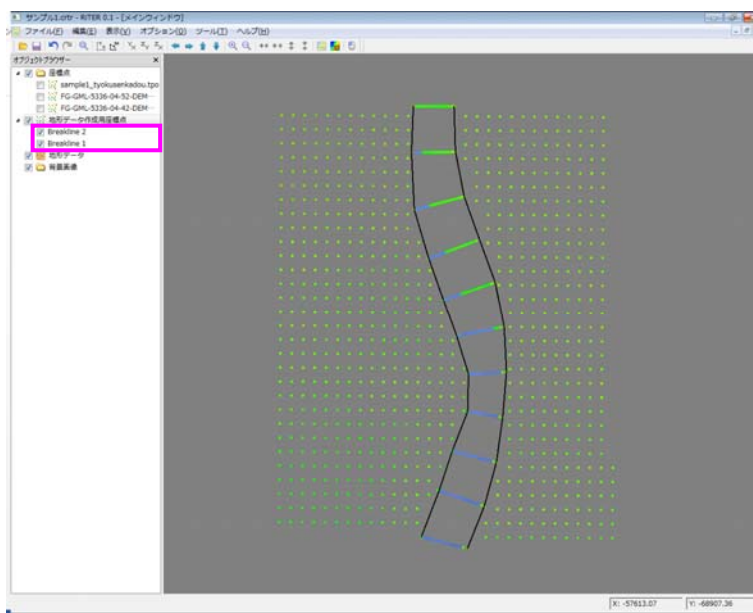 サンプル1.crtr - RiTER 0.1 - [メインウィンドウ]
ファイル(F) 編集(E) 表示(V) オプション(O) ツール(T) ヘルプ(H)
オブジェクトブラウザー
座標点
sample1_tyokusenkadou.tpo
FG-GML-5336-04-52-DEM…
FG-GML-5336-04-42-DEM…
地形データ作成用座標点
Breakline 2
Breakline 1
地形データ
背景画像
X: -57613.07 Y: -68907.36